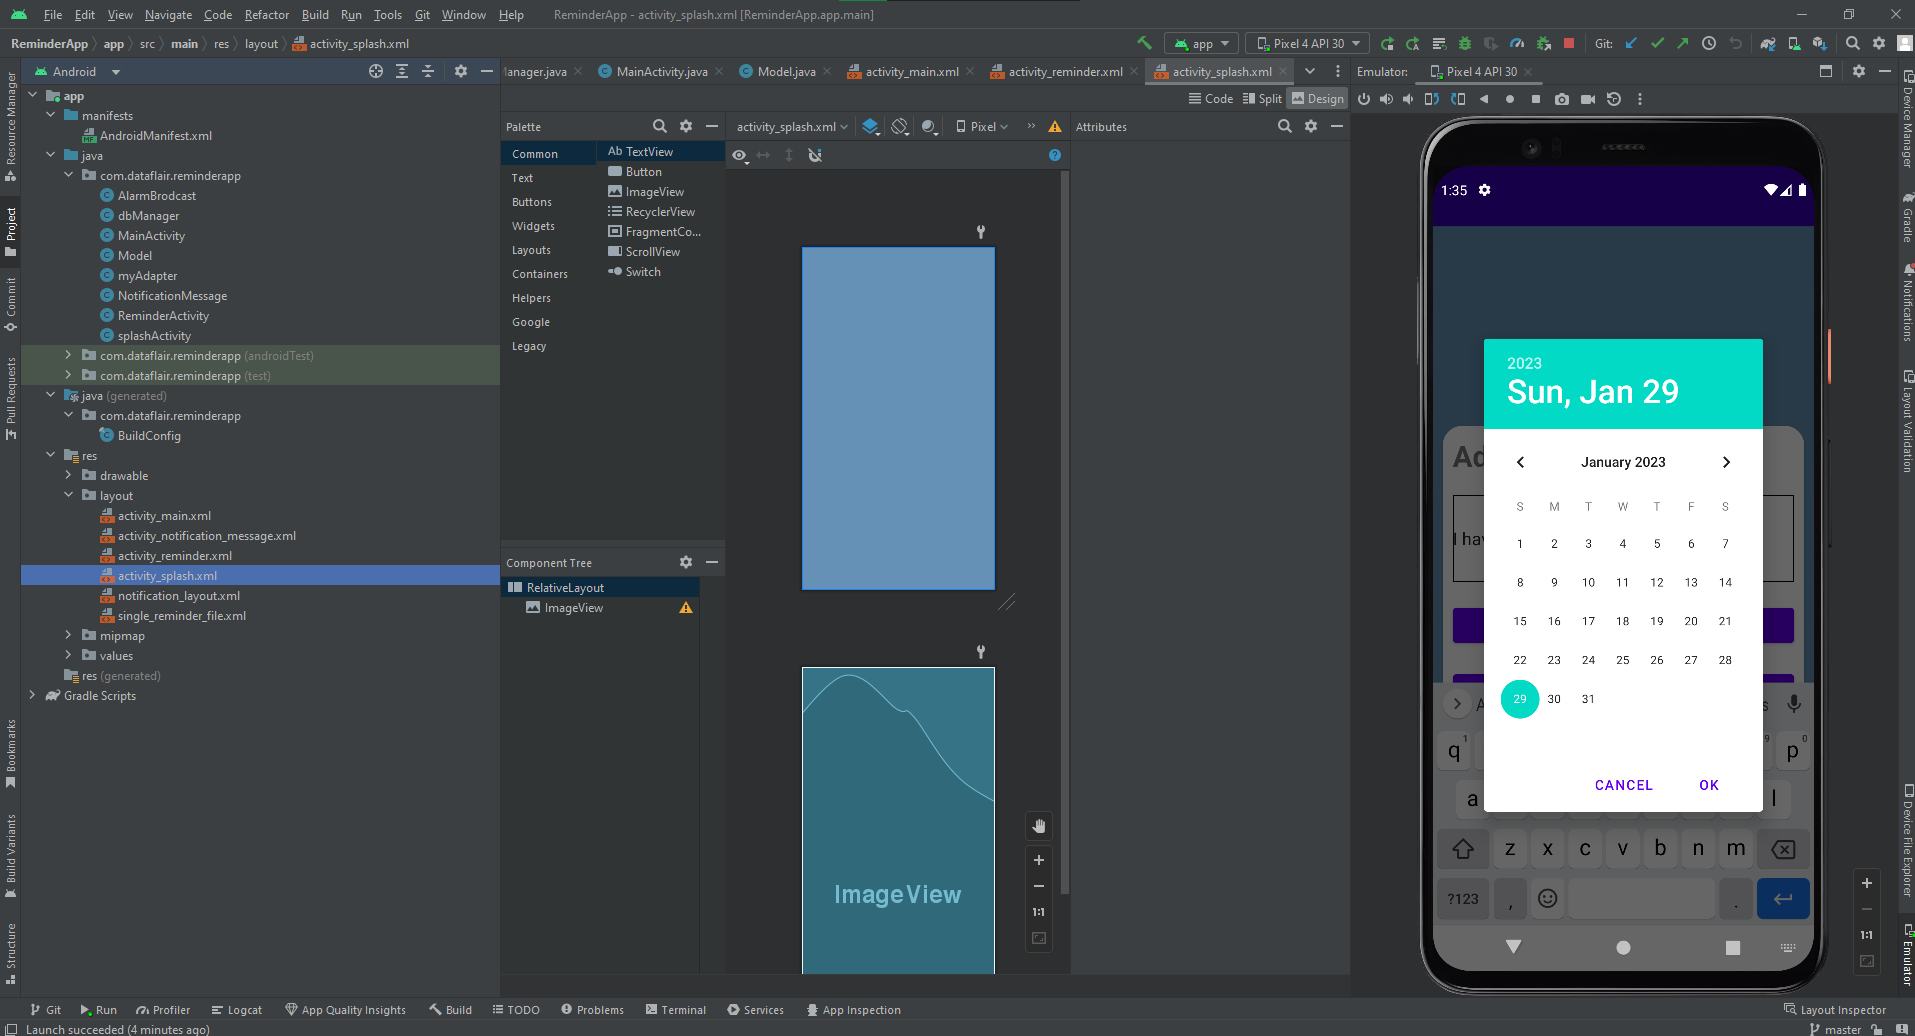 File Edit View Navigate Code Refactor Build Run Tools Git Window Help ReminderApp - activity_splash.xml [ReminderApp.app.main]
ReminderApp app src main res layout activity_splash.xml
app Pixel 4 API 30 Git:
Android
Manager.java MainActivity.java Model.java activity_main.xml activity_reminder.xml activity_splash.xml
Emulator: Pixel 4 API 30
Code Split Design
Resource Manager
Project
Commit
Pull Requests
Bookmarks
Build Variants
Structure
app
manifests
AndroidManifest.xml
java
com.dataflair.reminderapp
AlarmBrodcast
dbManager
MainActivity
Model
myAdapter
NotificationMessage
ReminderActivity
splashActivity
com.dataflair.reminderapp (androidTest)
com.dataflair.reminderapp (test)
java (generated)
com.dataflair.reminderapp
BuildConfig
res
drawable
layout
activity_main.xml
activity_notification_message.xml
activity_reminder.xml
activity_splash.xml
notification_layout.xml
single_reminder_file.xml
mipmap
values
res (generated)
Gradle Scripts
Palette
Common
Text
Buttons
Widgets
Layouts
Containers
Helpers
Google
Legacy
Ab TextView
Button
ImageView
RecyclerView
FragmentCo...
ScrollView
Switch
Component Tree
RelativeLayout
ImageView
activity_splash.xml Pixel
Attributes
ImageView
1:1
1:35
2023
Sun, Jan 29
January 2023
S M T W T F S
1 2 3 4 5 6 7
8 9 10 11 12 13 14
15 16 17 18 19 20 21
22 23 24 25 26 27 28
29 30 31
CANCEL OK
Ad
I hav
A s
q 1 9 p 0
a l
z x c v b n m
?123 , .
1:1
Device Manager
Gradle
Notifications
Layout Validation
Device File Explorer
Emulator
Git Run Profiler Logcat App Quality Insights Build TODO Problems Terminal Services App Inspection Layout Inspector
Launch succeeded (4 minutes ago) master